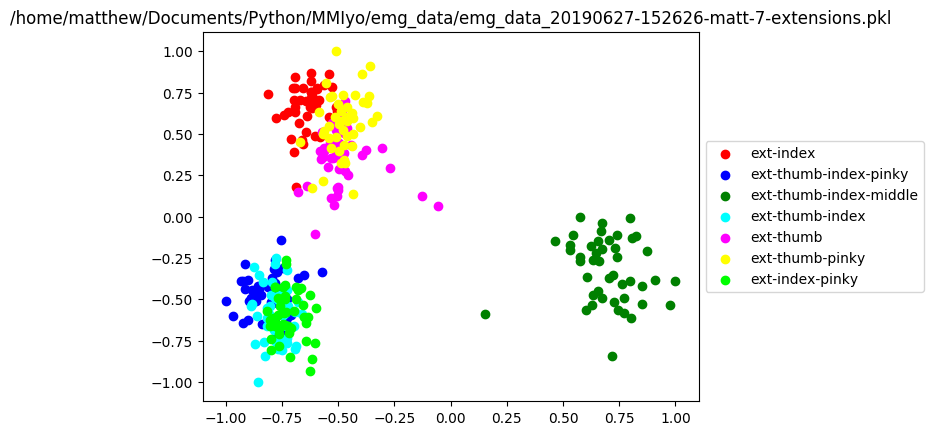 /home/matthew/Documents/Python/MMIyo/emg_data/emg_data_20190627-152626-matt-7-extensions.pkl
1.00
0.75
0.50
0.25
0.00
−0.25
−0.50
−0.75
−1.00
−1.00 −0.75 −0.50 −0.25 0.00 0.25 0.50 0.75 1.00
ext-index
ext-thumb-index-pinky
ext-thumb-index-middle
ext-thumb-index
ext-thumb
ext-thumb-pinky
ext-index-pinky